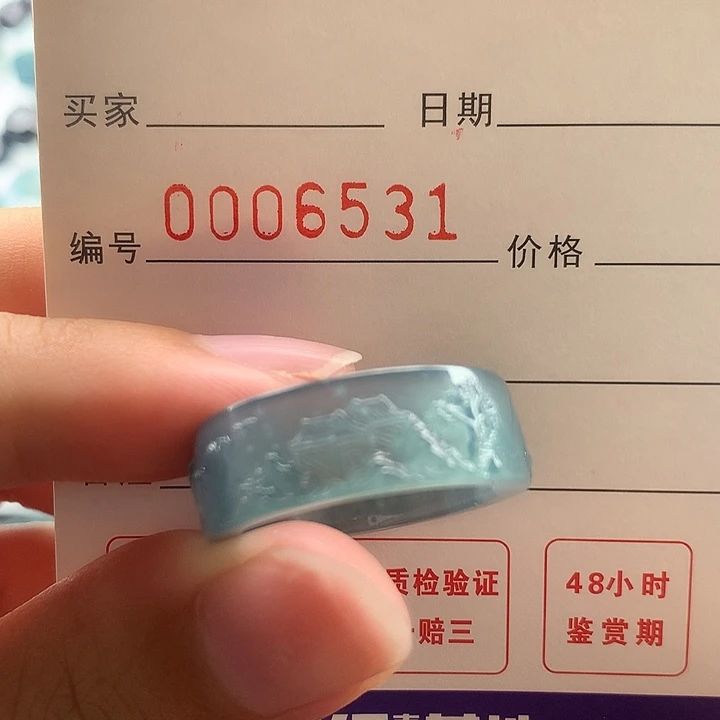 买家 日期
编号 0006531 价格
质检验证 48小时
赔三 鉴赏期